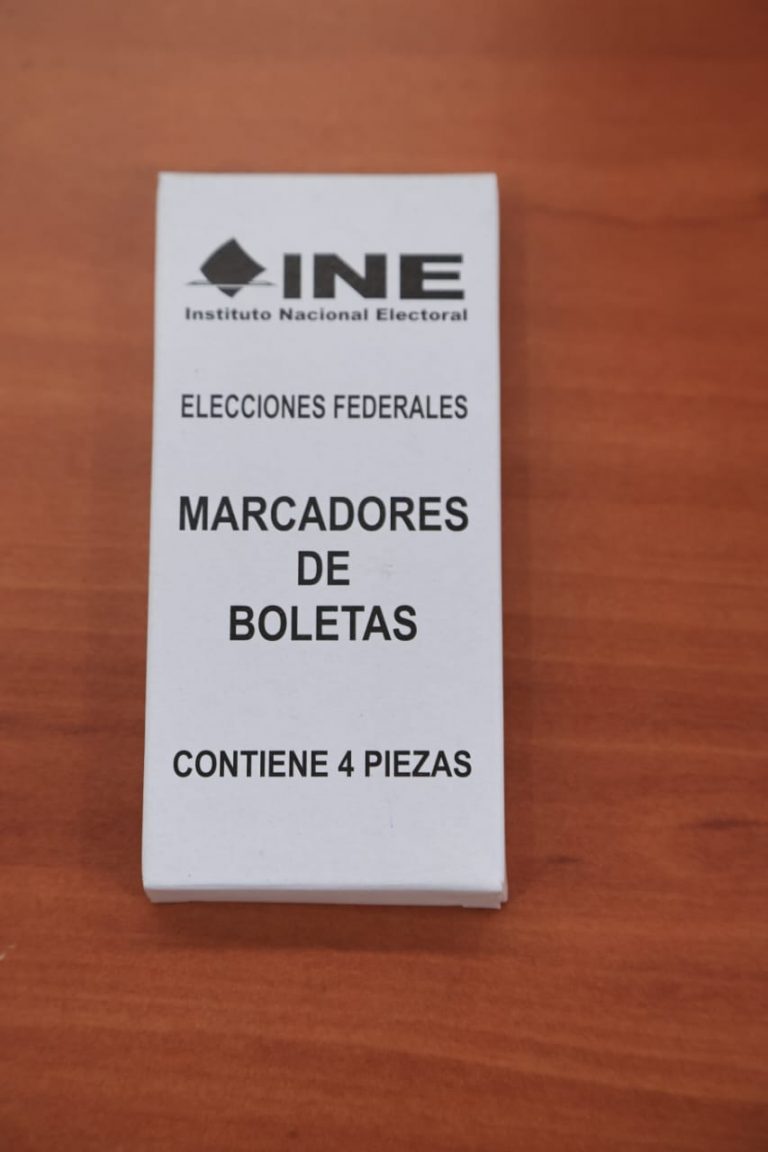 INE
Instituto Nacional Electoral
ELECCIONES FEDERALES
MARCADORES
DE
BOLETAS
CONTIENE 4 PIEZAS